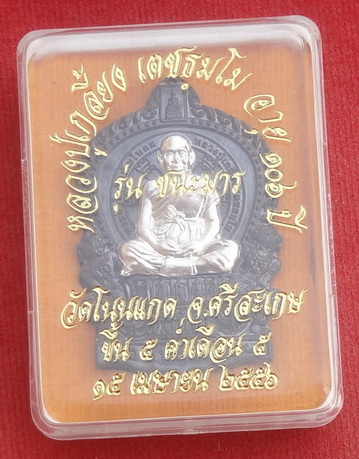 หลวงปู่เกลี้ยง เตชธมฺโม อายุ ๑๐๖ ปี
รุ่น ชนะมาร
วัดโนนแกด จ.ศรีสะเกษ
ขึ้น ๕ ค่ำเดือน ๕
๑๕ เมษายน ๒๕๕๖